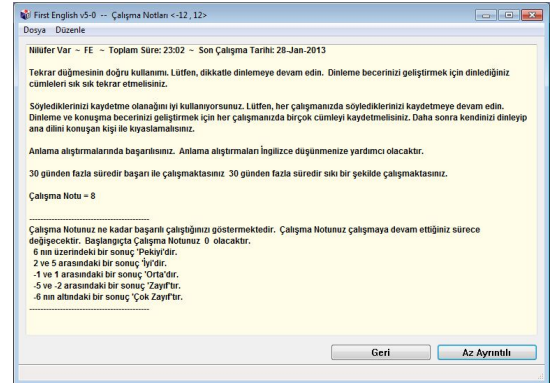 First English v5-0 -- Çalışma Notları <-12 , 12>
Dosya Düzenle
Nilüfer Var ~ FE ~ Toplam Süre: 23:02 ~ Son Çalışma Tarihi: 28-Jan-2013
Tekrar düğmesinin doğru kullanımı. Lütfen, dikkatle dinlemeye devam edin. Dinleme becerinizi geliştirmek için dinlediğiniz
cümleleri sık sık tekrar etmelisiniz.
Söylediklerinizi kaydetme olanağını iyi kullanıyorsunuz. Lütfen, her çalışmanızda söylediklerinizi kaydetmeye devam edin.
Dinleme ve konuşma becerinizi geliştirmek için her çalışmanızda birçok cümleyi kaydetmelisiniz. Daha sonra kendinizi dinleyip
ana dilini konuşan kişi ile kıyaslamalısınız.
Anlama alıştırmalarında başarılısınız. Anlama alıştırmaları İngilizce düşünmenize yardımcı olacaktır.
30 günden fazla süredir başarı ile çalışmaktasınız 30 günden fazla süredir sıkı bir şekilde çalışmaktasınız.
Çalışma Notu = 8
--------------------------------------------
Çalışma Notunuz ne kadar başarılı çalıştığınızı göstermektedir. Çalışma Notunuz çalışmaya devam ettiğiniz sürece
değişecektir. Başlangıçta Çalışma Notunuz 0 olacaktır.
6 nın üzerindeki bir sonuç 'Pekiyi'dir.
2 ve 5 arasındaki bir sonuç 'İyi'dir.
-1 ve 1 arasındaki bir sonuç 'Orta'dır.
-5 ve -2 arasındaki bir sonuç 'Zayıf'tır.
-6 nın altındaki bir sonuç 'Çok Zayıf'tır.
--------------------------------------------
Geri Az Ayrıntılı